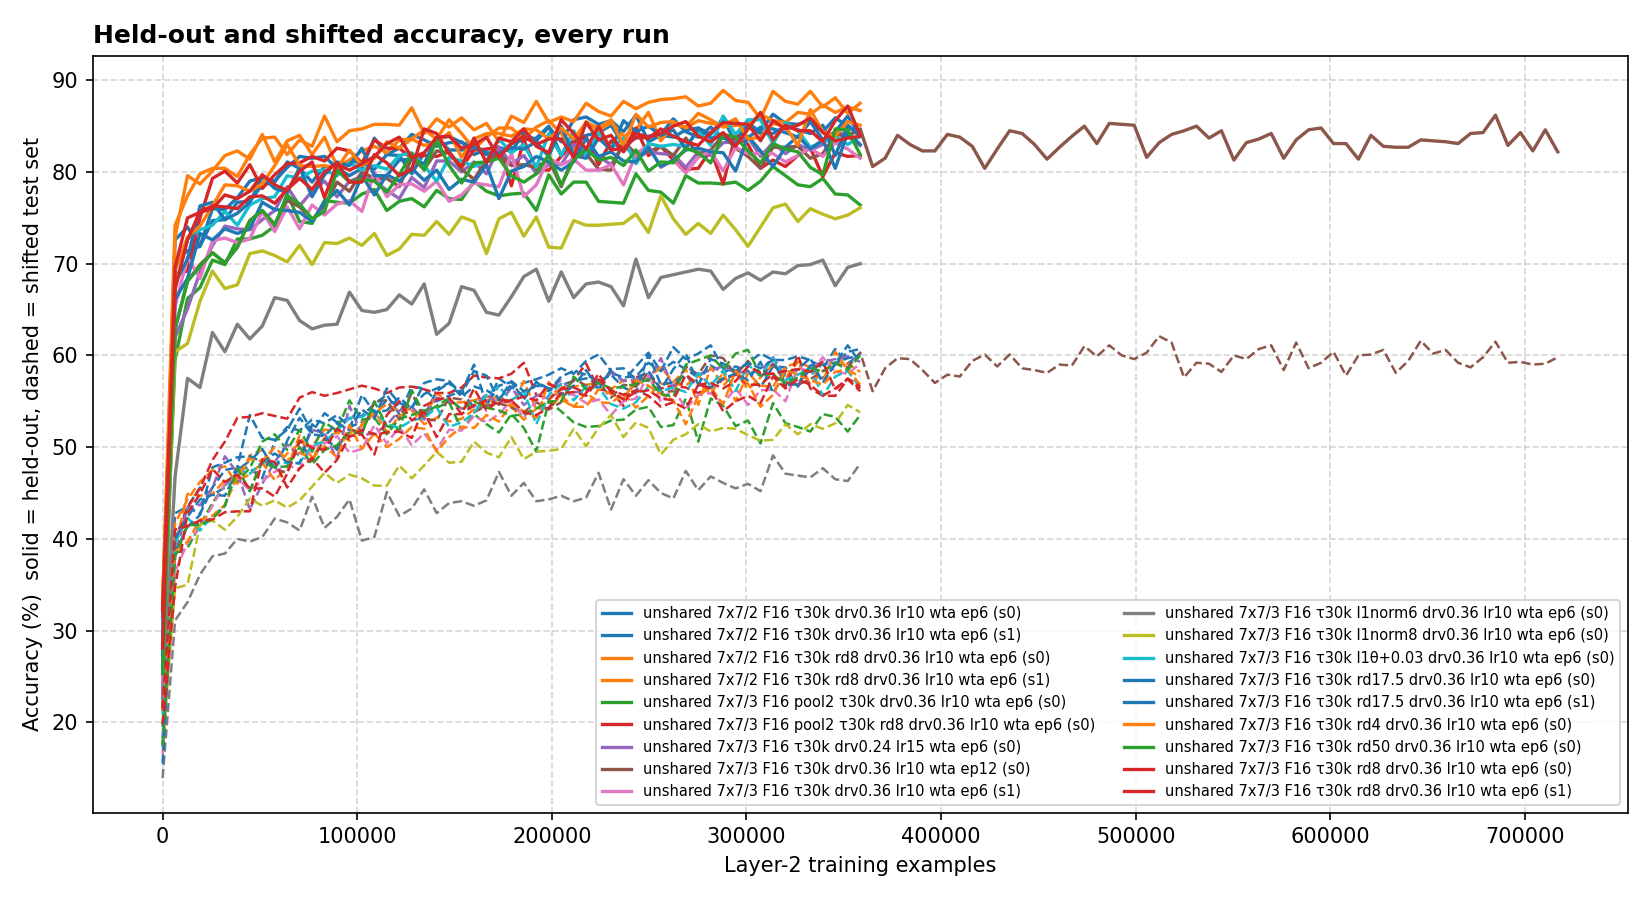 Held-out and shifted accuracy, every run
Accuracy (%)  solid = held-out, dashed = shifted test set
90
80
70
60
50
40
30
20
0
100000
200000
300000
400000
500000
600000
700000
Layer-2 training examples
unshared 7x7/2 F16 τ30k drv0.36 lr10 wta ep6 (s0)
unshared 7x7/2 F16 τ30k drv0.36 lr10 wta ep6 (s1)
unshared 7x7/2 F16 τ30k rd8 drv0.36 lr10 wta ep6 (s0)
unshared 7x7/2 F16 τ30k rd8 drv0.36 lr10 wta ep6 (s1)
unshared 7x7/3 F16 pool2 τ30k drv0.36 lr10 wta ep6 (s0)
unshared 7x7/3 F16 pool2 τ30k rd8 drv0.36 lr10 wta ep6 (s0)
unshared 7x7/3 F16 τ30k drv0.24 lr15 wta ep6 (s0)
unshared 7x7/3 F16 τ30k drv0.36 lr10 wta ep12 (s0)
unshared 7x7/3 F16 τ30k drv0.36 lr10 wta ep6 (s1)
unshared 7x7/3 F16 τ30k l1norm6 drv0.36 lr10 wta ep6 (s0)
unshared 7x7/3 F16 τ30k l1norm8 drv0.36 lr10 wta ep6 (s0)
unshared 7x7/3 F16 τ30k l1θ+0.03 drv0.36 lr10 wta ep6 (s0)
unshared 7x7/3 F16 τ30k rd17.5 drv0.36 lr10 wta ep6 (s0)
unshared 7x7/3 F16 τ30k rd17.5 drv0.36 lr10 wta ep6 (s1)
unshared 7x7/3 F16 τ30k rd4 drv0.36 lr10 wta ep6 (s0)
unshared 7x7/3 F16 τ30k rd50 drv0.36 lr10 wta ep6 (s0)
unshared 7x7/3 F16 τ30k rd8 drv0.36 lr10 wta ep6 (s0)
unshared 7x7/3 F16 τ30k rd8 drv0.36 lr10 wta ep6 (s1)